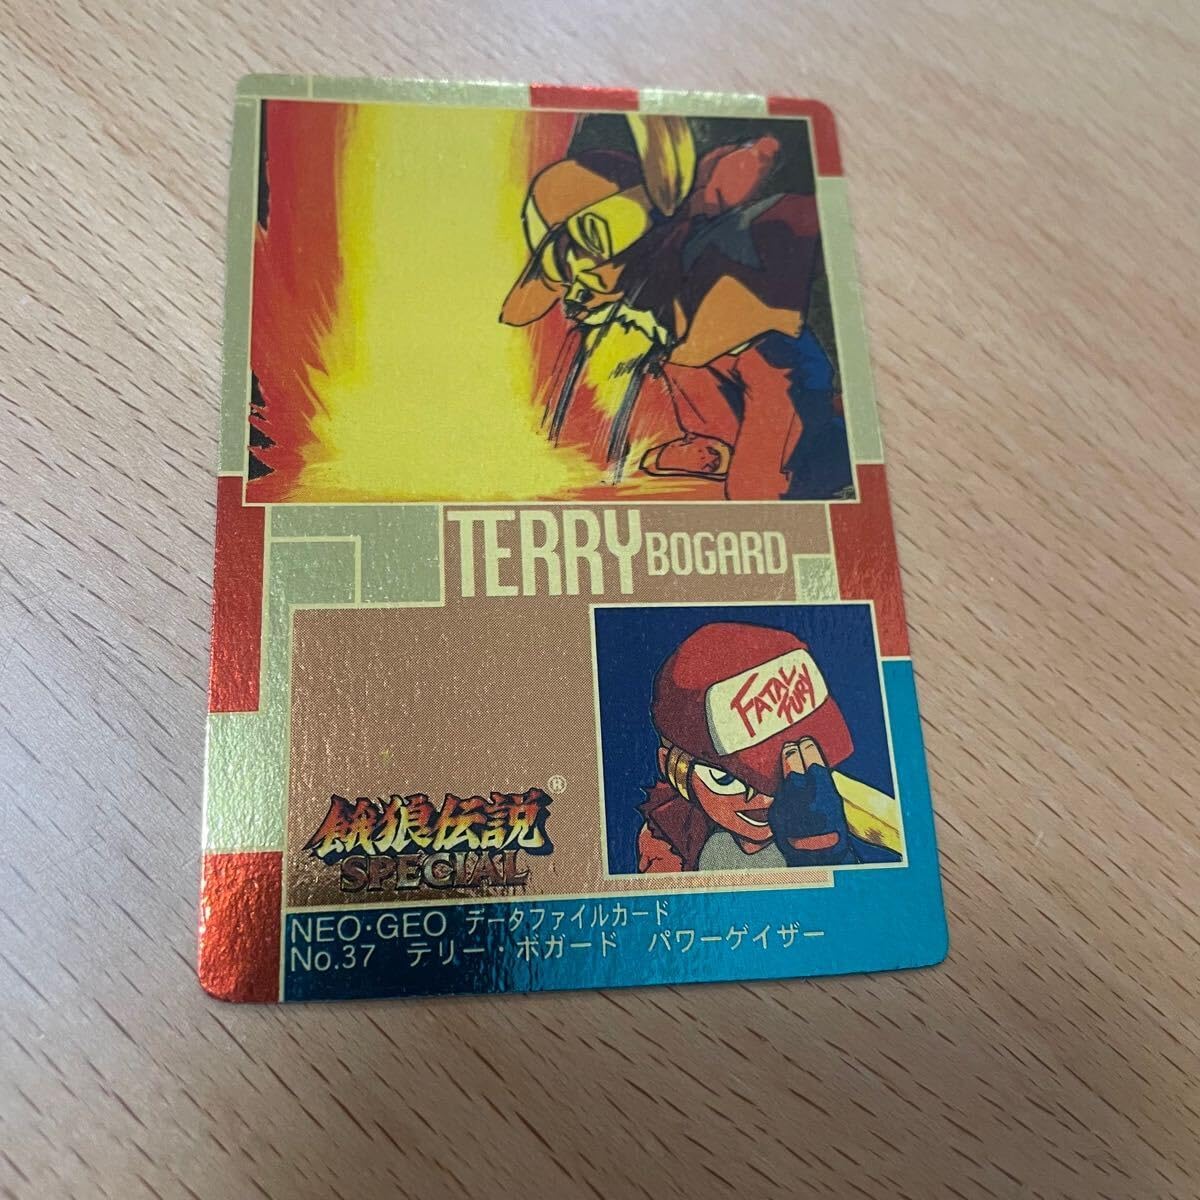 TERRY BOGARD
FATAL
FURY
®
餓狼伝説
SPECIAL
NEO・GEO データファイルカード
No.37 テリー・ボガード パワーゲイザー